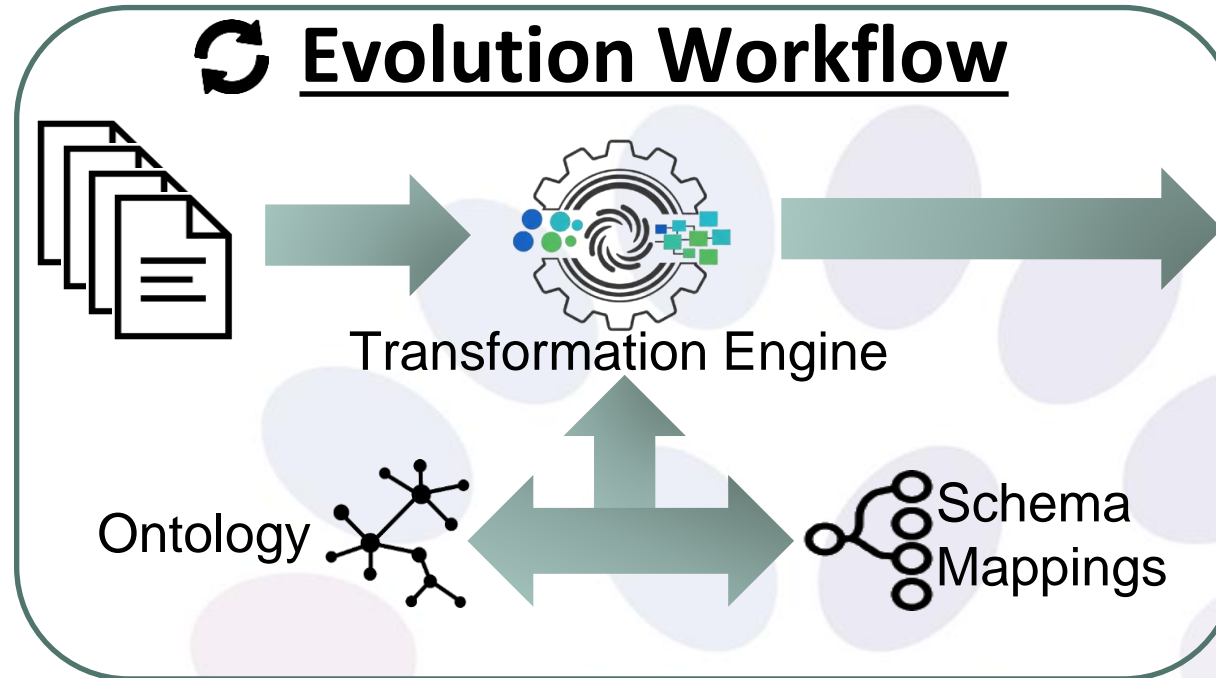 Evolution Workflow
Transformation Engine
Ontology
Schema
Mappings